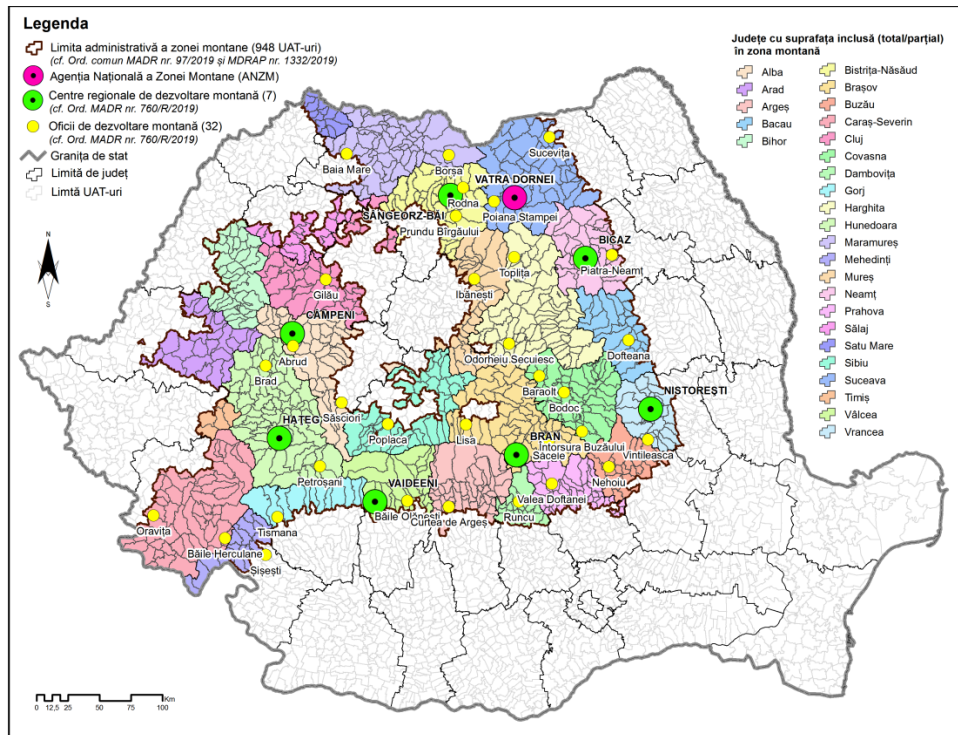 Legenda
Limita administrativă a zonei montane (948 UAT-uri)
(cf. Ord. comun MADR nr. 97/2019 și MDRAP nr. 1332/2019)
Agenția Națională a Zonei Montane (ANZM)
Centre regionale de dezvoltare montană (7)
(cf. Ord. MADR nr. 760/R/2019)
Oficii de dezvoltare montană (32)
(cf. Ord. MADR nr. 760/R/2019)
Granița de stat
Limită de județ
Limtă UAT-uri
Județe cu suprafața inclusă (total/parțial)
în zona montană
Alba
Arad
Argeș
Bacau
Bihor
Bistrița-Năsăud
Brașov
Buzău
Caraș-Severin
Cluj
Covasna
Dambovița
Gorj
Harghita
Hunedoara
Maramureș
Mehedinți
Mureș
Neamț
Prahova
Sălaj
Satu Mare
Sibiu
Suceava
Timiș
Vâlcea
Vrancea
N
S
Sucevița
Baia Mare
Borșa
VATRA DORNEI
Rodna
Poiana Stampei
SÂNGEORZ-BĂI
Prundu Bîrgăului
BICAZ
Piatra-Neamț
Toplița
Ibănești
Gilău
CÂMPENI
Abrud
Brad
Odorheiu Secuiesc
Dofteana
Baraolt
Bodoc
NISTOREȘTI
Săsciori
HAȚEG
Poplaca
Lisa
BRAN
Săcele
Intorsura Buzăului
Vintileasca
Nehoiu
Petroșani
VAIDEENI
Valea Doftanei
Băile Olănești
Curtea de Argeș
Runcu
Oravița
Tismana
Băile Herculane
Șișești
0 12,5 25 50 75 100
Km